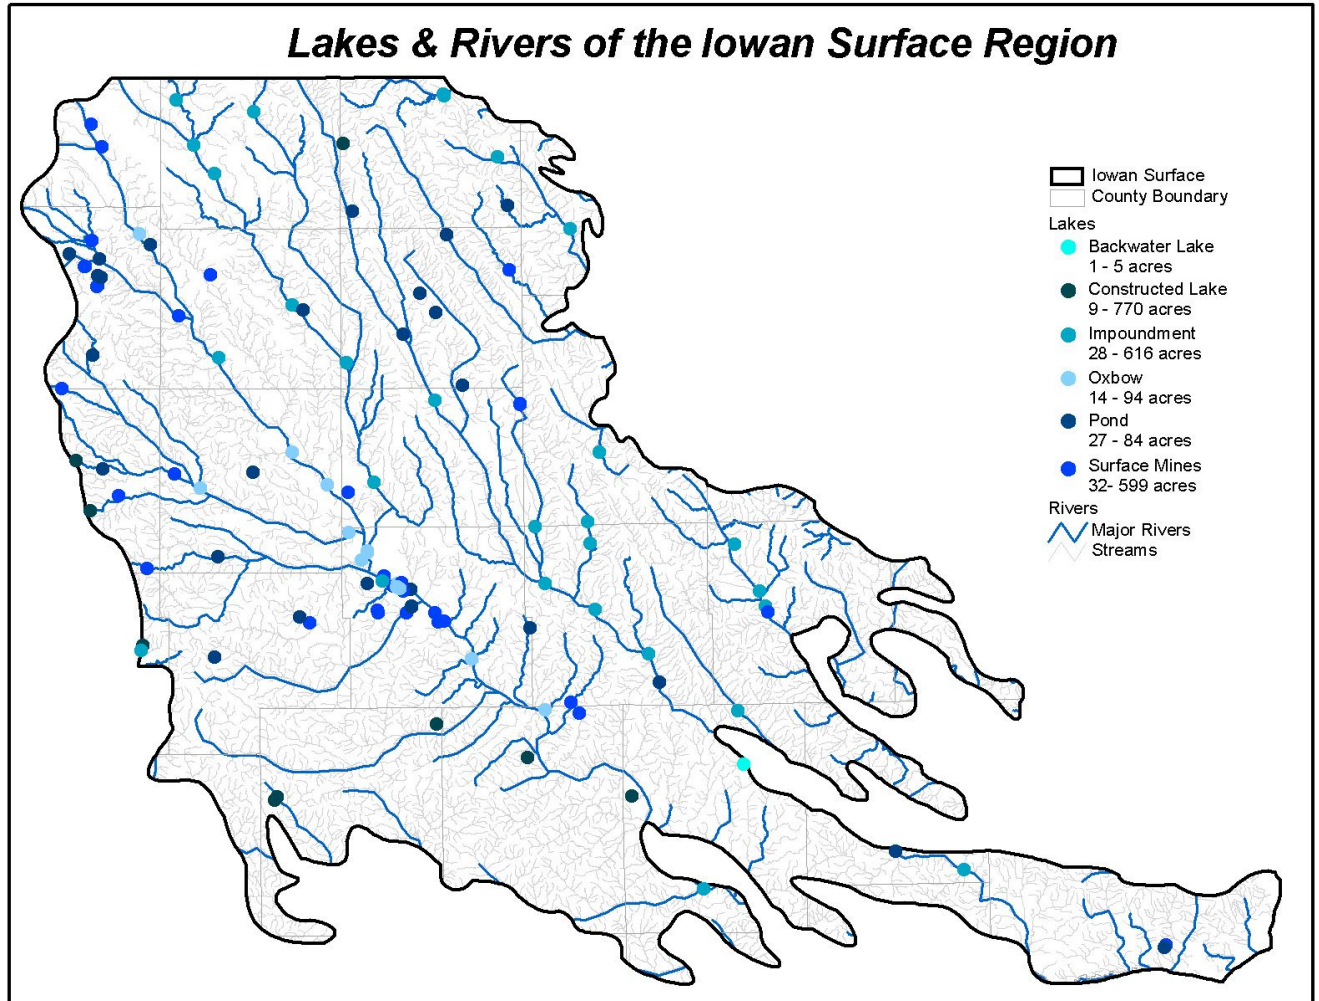 Lakes & Rivers of the Iowan Surface Region
Iowan Surface
County Boundary
Lakes
Backwater Lake
1 - 5 acres
Constructed Lake
9 - 770 acres
Impoundment
28 - 616 acres
Oxbow
14 - 94 acres
Pond
27 - 84 acres
Surface Mines
32- 599 acres
Rivers
Major Rivers
Streams